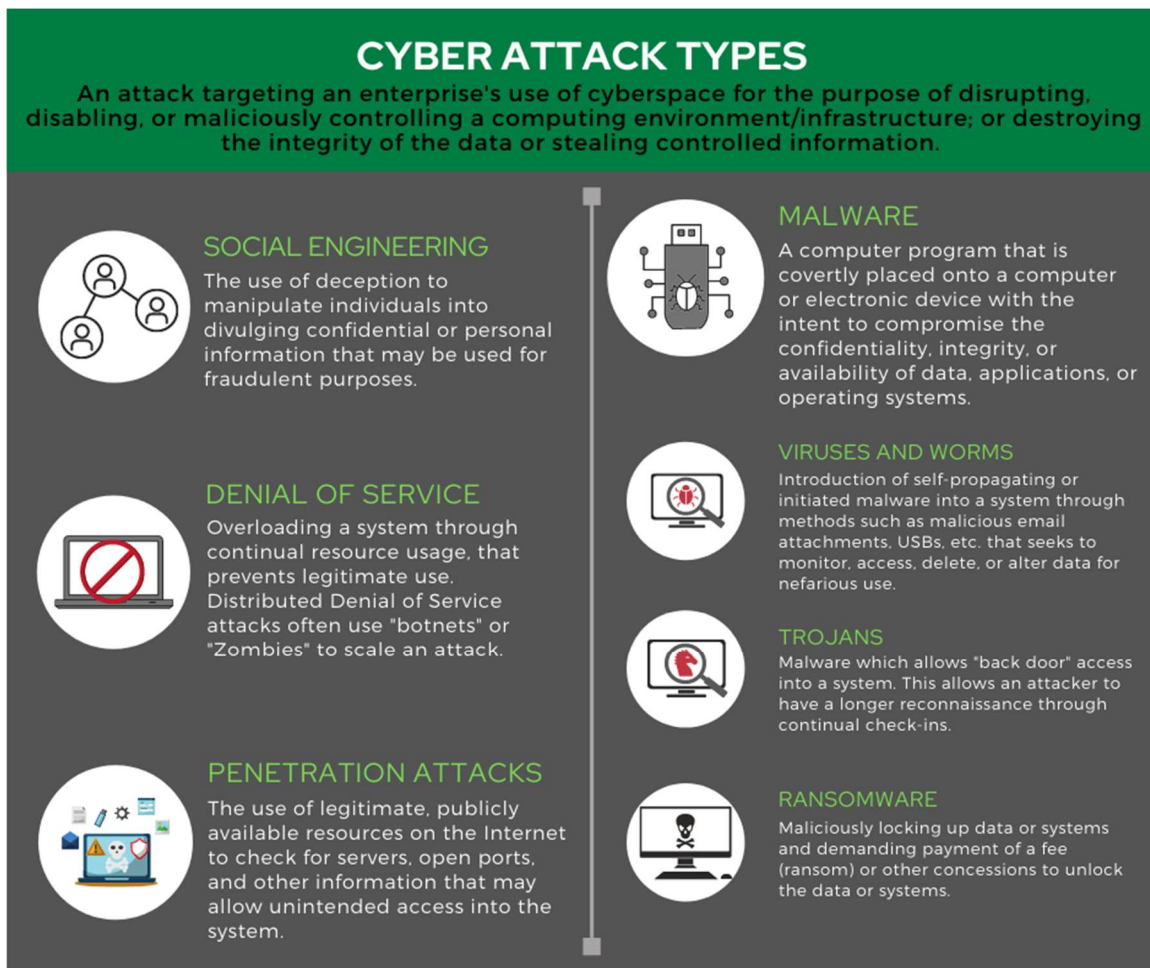 CYBER ATTACK TYPES
An attack targeting an enterprise's use of cyberspace for the purpose of disrupting,
disabling, or maliciously controlling a computing environment/infrastructure; or destroying
the integrity of the data or stealing controlled information.
SOCIAL ENGINEERING
The use of deception to
manipulate individuals into
divulging confidential or personal
information that may be used for
fraudulent purposes.
DENIAL OF SERVICE
Overloading a system through
continual resource usage, that
prevents legitimate use.
Distributed Denial of Service
attacks often use "botnets" or
"Zombies" to scale an attack.
PENETRATION ATTACKS
The use of legitimate, publicly
available resources on the Internet
to check for servers, open ports,
and other information that may
allow unintended access into the
system.
MALWARE
A computer program that is
covertly placed onto a computer
or electronic device with the
intent to compromise the
confidentiality, integrity, or
availability of data, applications, or
operating systems.
VIRUSES AND WORMS
Introduction of self-propagating or
initiated malware into a system through
methods such as malicious email
attachments, USBs, etc. that seeks to
monitor, access, delete, or alter data for
nefarious use.
TROJANS
Malware which allows "back door" access
into a system. This allows an attacker to
have a longer reconnaissance through
continual check-ins.
RANSOMWARE
Maliciously locking up data or systems
and demanding payment of a fee
(ransom) or other concessions to unlock
the data or systems.